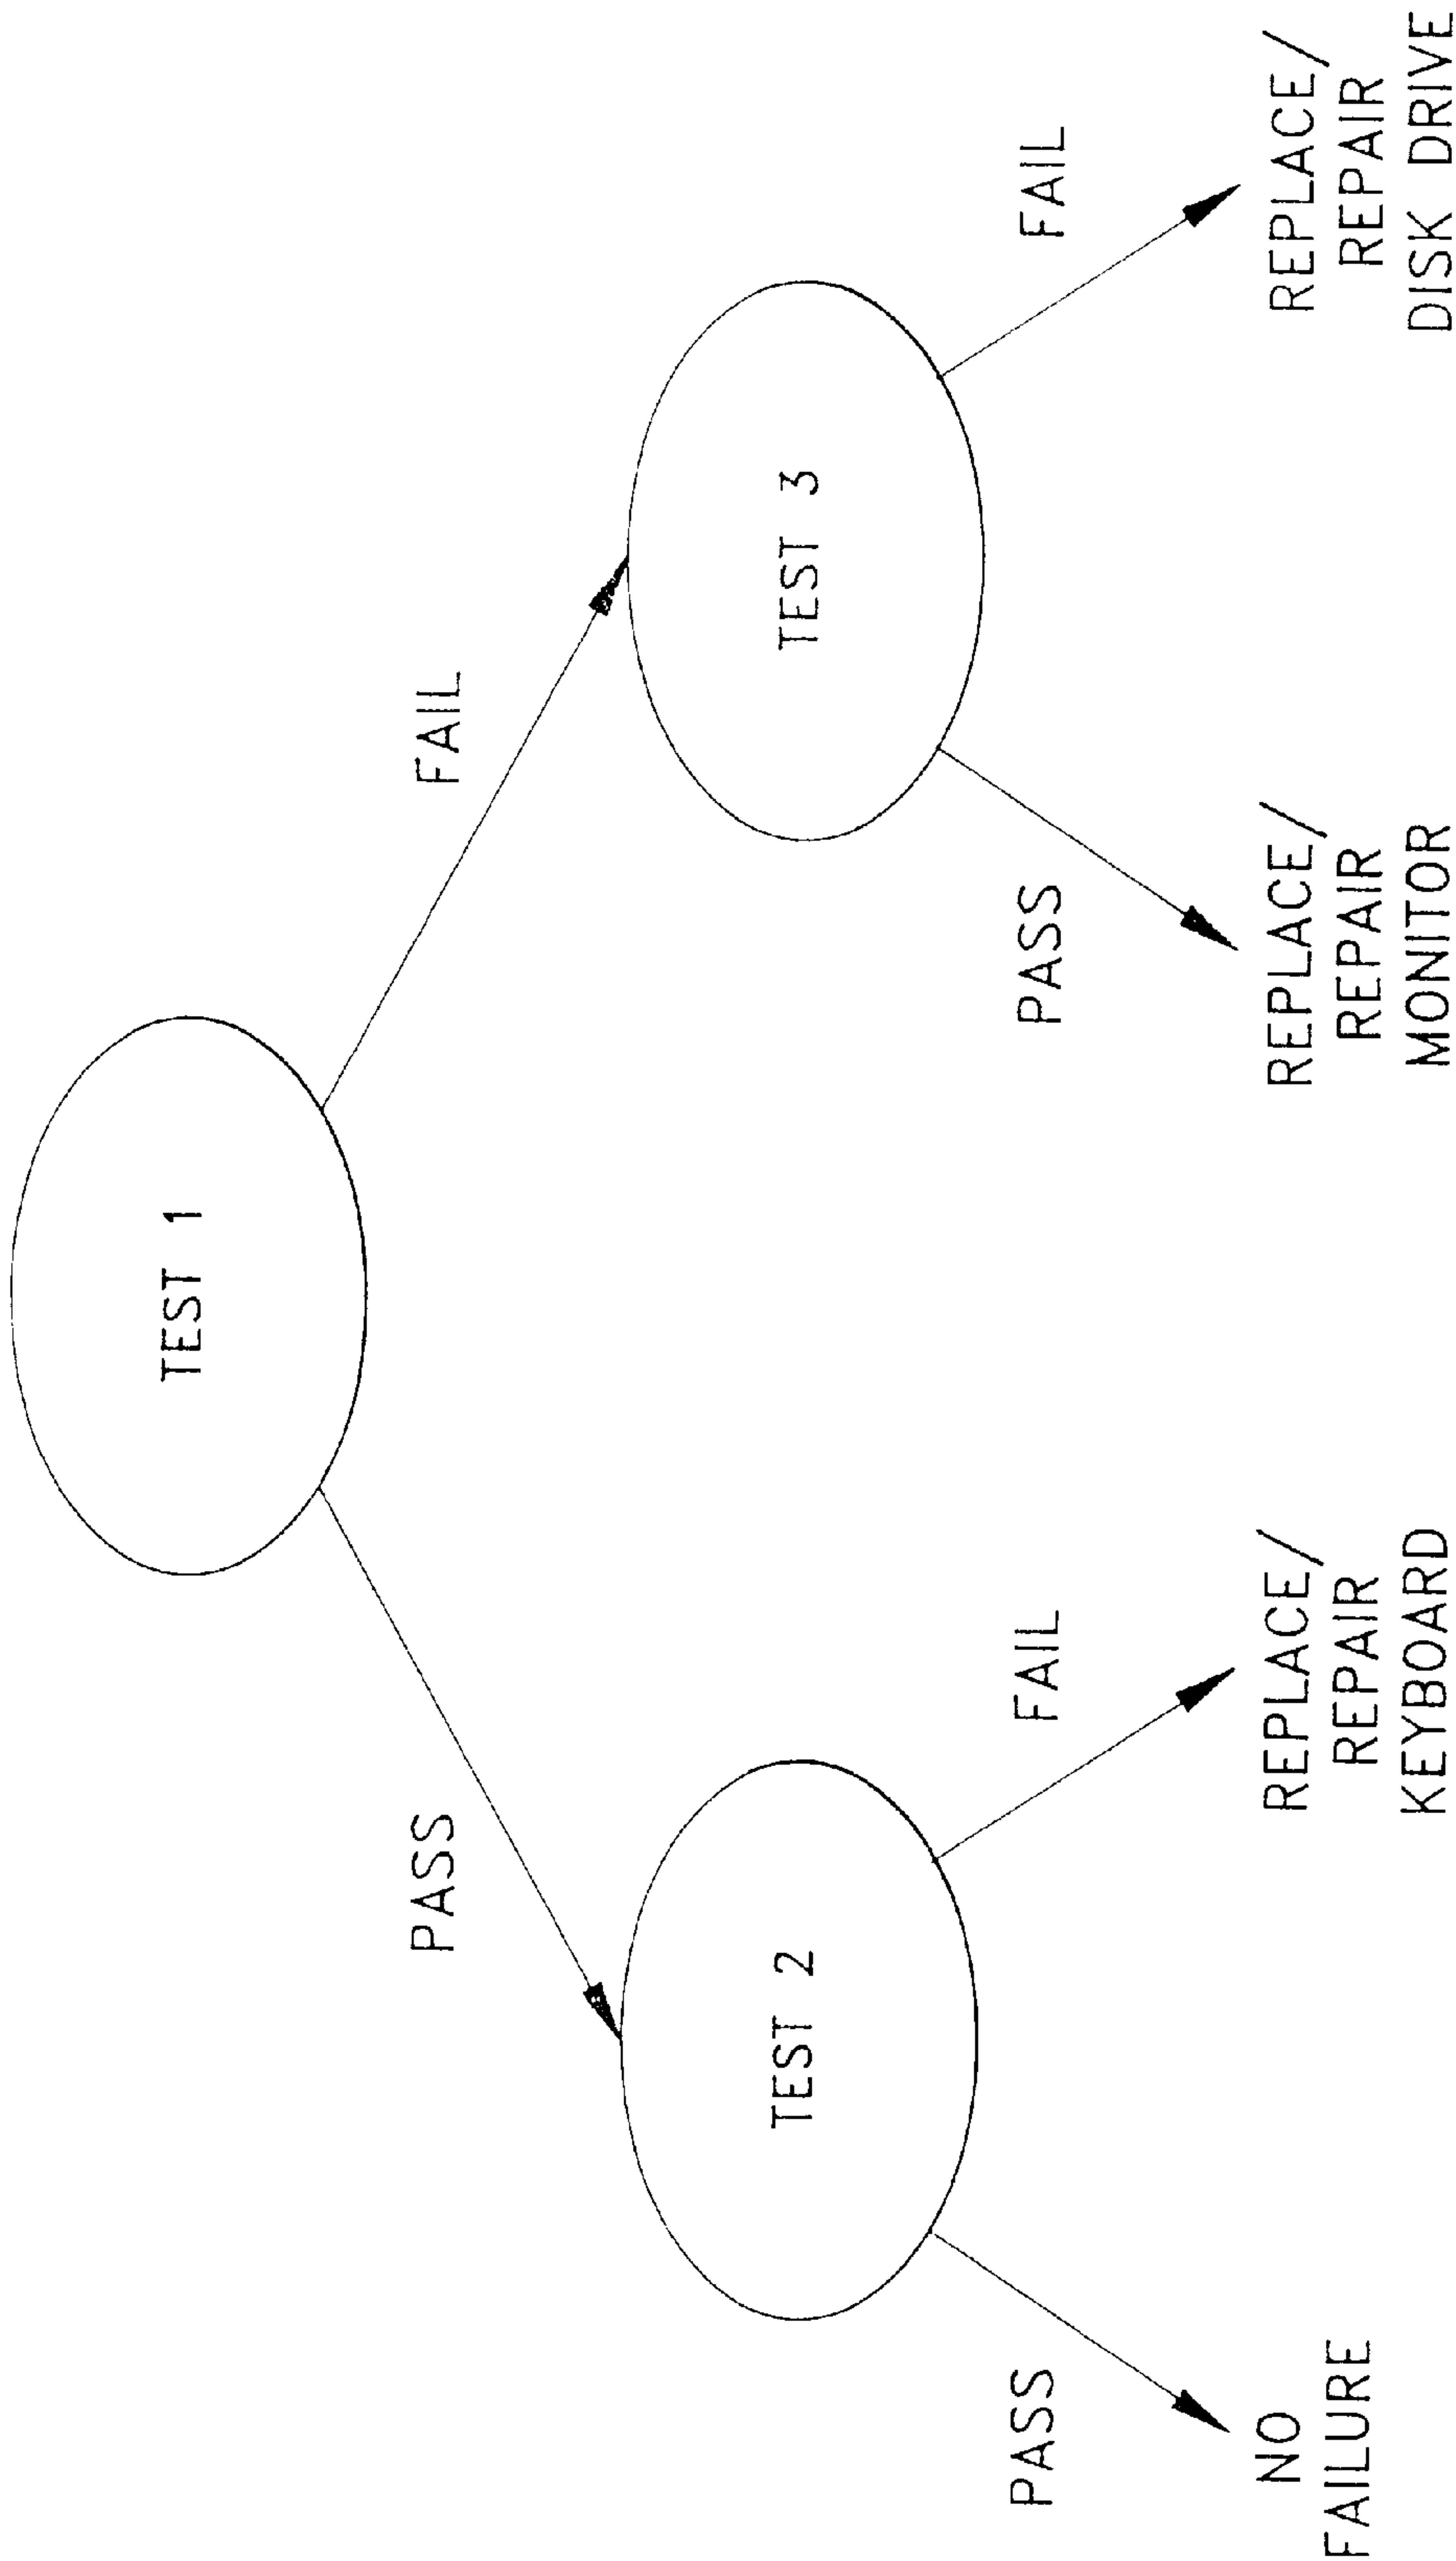 TEST 1
PASS
FAIL
TEST 2
TEST 3
PASS
FAIL
PASS
FAIL
NO
FAILURE
REPLACE/
REPAIR
KEYBOARD
REPLACE/
REPAIR
MONITOR
REPLACE/
REPAIR
DISK DRIVE